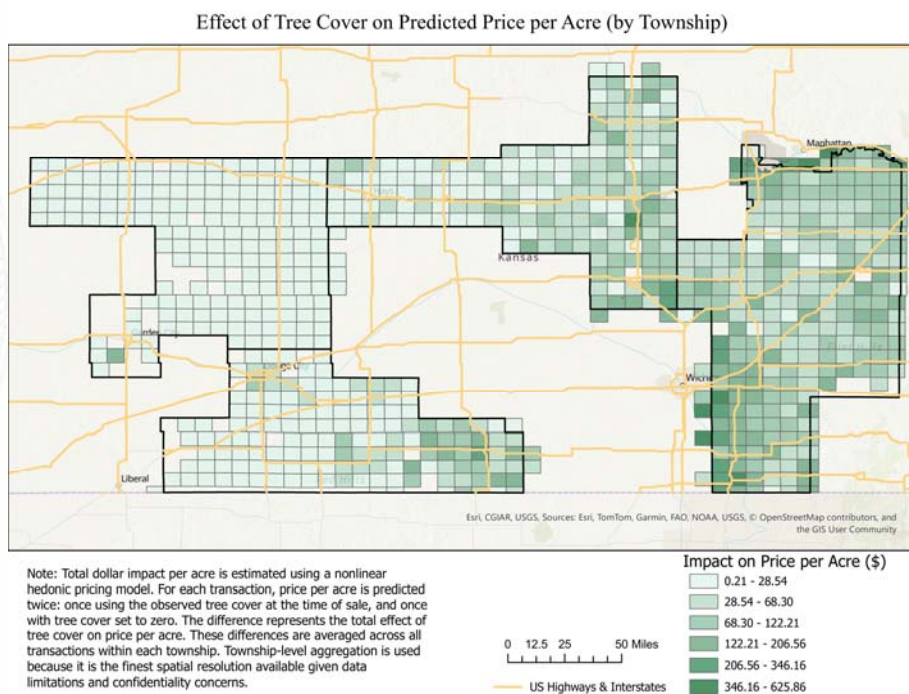 Effect of Tree Cover on Predicted Price per Acre (by Township)
Manhattan
Hays
Kansas
Garden City
Dodge City
Wichita
Liberal
Esri, CGIAR, USGS, Sources: Esri, TomTom, Garmin, FAO, NOAA, USGS, © OpenStreetMap contributors, and
the GIS User Community
Note: Total dollar impact per acre is estimated using a nonlinear
hedonic pricing model. For each transaction, price per acre is predicted
twice: once using the observed tree cover at the time of sale, and once
with tree cover set to zero. The difference represents the total effect of
tree cover on price per acre. These differences are averaged across all
transactions within each township. Township-level aggregation is used
because it is the finest spatial resolution available given data
limitations and confidentiality concerns.
0 12.5 25 50 Miles
US Highways & Interstates
Impact on Price per Acre ($)
0.21 - 28.54
28.54 - 68.30
68.30 - 122.21
122.21 - 206.56
206.56 - 346.16
346.16 - 625.86